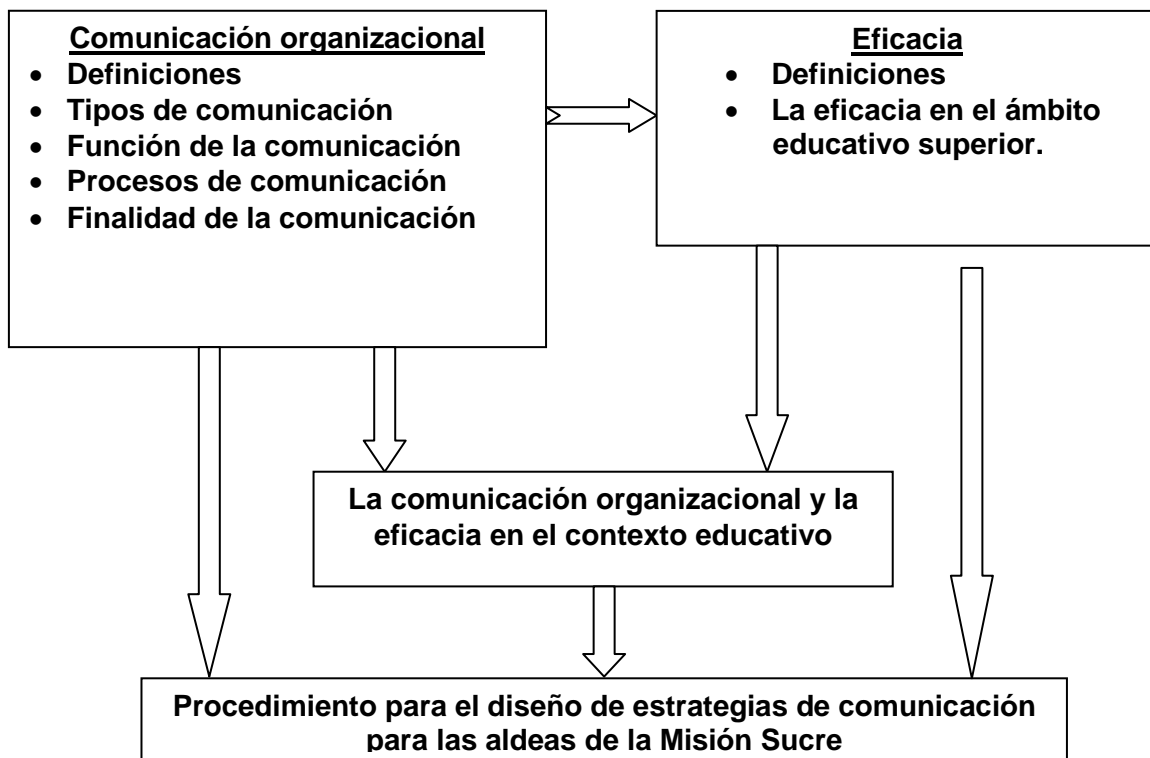 Comunicación organizacional
• Definiciones
• Tipos de comunicación
• Función de la comunicación
• Procesos de comunicación
• Finalidad de la comunicación
Eficacia
• Definiciones
• La eficacia en el ámbito
educativo superior.
La comunicación organizacional y la
eficacia en el contexto educativo
Procedimiento para el diseño de estrategias de comunicación
para las aldeas de la Misión Sucre